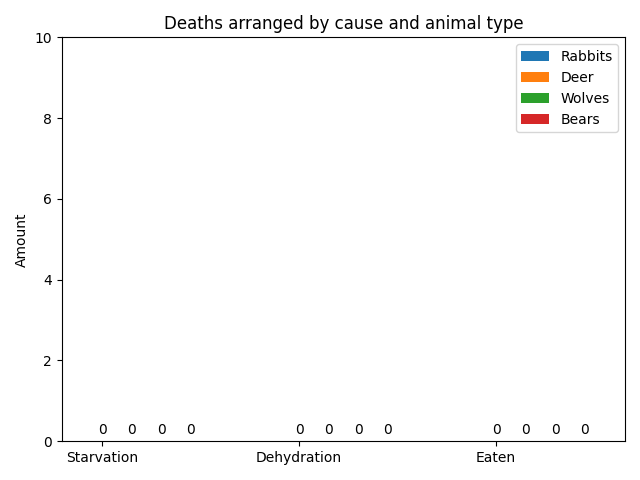 Deaths arranged by cause and animal type
10
8
6
4
2
0
Amount
Rabbits
Deer
Wolves
Bears
0 0 0 0 0 0 0 0 0 0 0 0
Starvation Dehydration Eaten